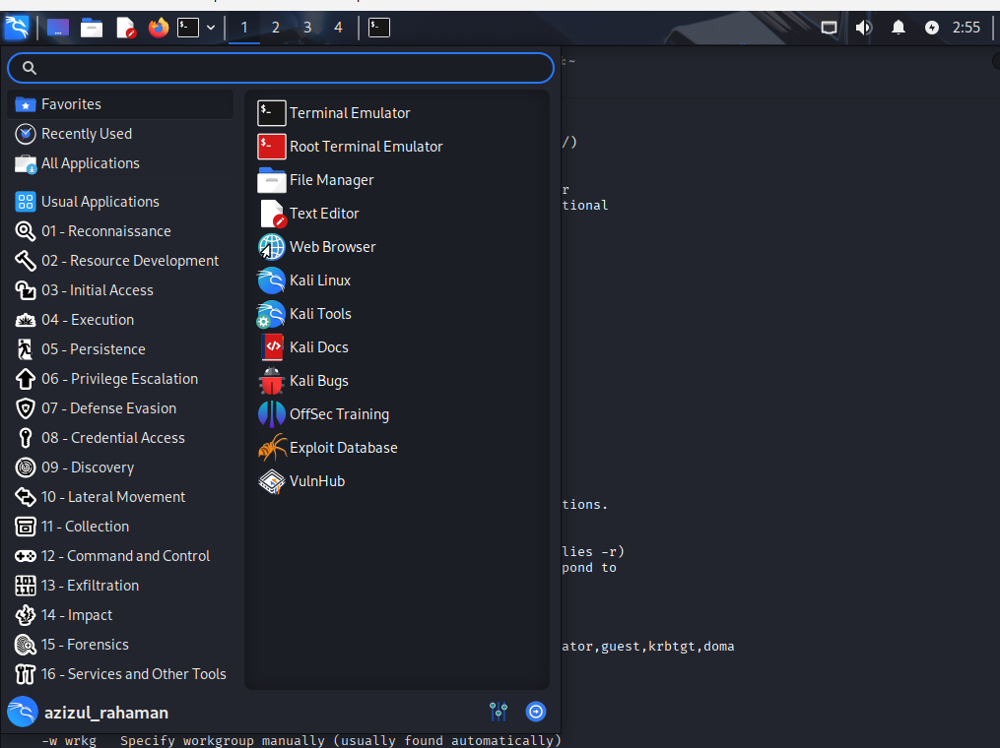 1 2 3 4 2:55
:~
Favorites
Recently Used
All Applications
Usual Applications
01 - Reconnaissance
02 - Resource Development
03 - Initial Access
04 - Execution
05 - Persistence
06 - Privilege Escalation
07 - Defense Evasion
08 - Credential Access
09 - Discovery
10 - Lateral Movement
11 - Collection
12 - Command and Control
13 - Exfiltration
14 - Impact
15 - Forensics
16 - Services and Other Tools
Terminal Emulator
Root Terminal Emulator
File Manager
Text Editor
Web Browser
Kali Linux
Kali Tools
Kali Docs
Kali Bugs
OffSec Training
Exploit Database
VulnHub
azizul_rahaman
/)
r
tional
tions.
lies -r)
pond to
ator,guest,krbtgt,doma
-w wrkg Specify workgroup manually (usually found automatically)